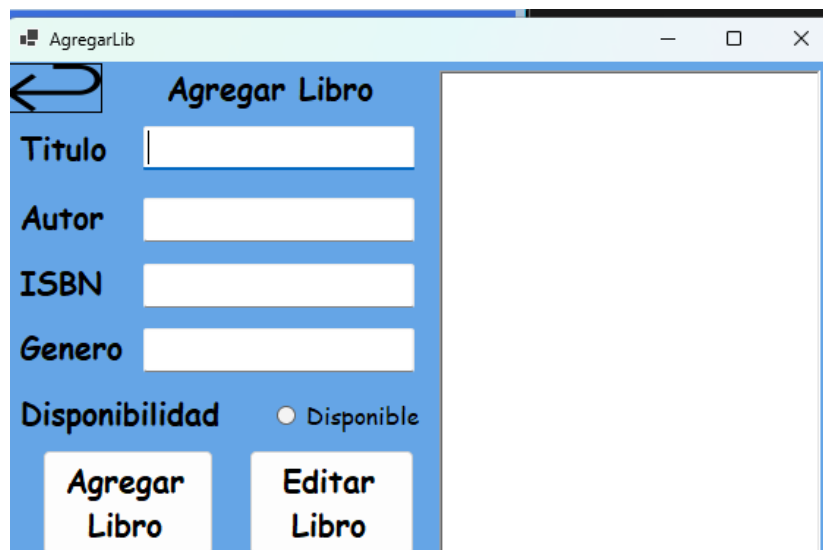 AgregarLib
Agregar Libro
Titulo
Autor
ISBN
Genero
Disponibilidad
Disponible
Agregar
Libro
Editar
Libro